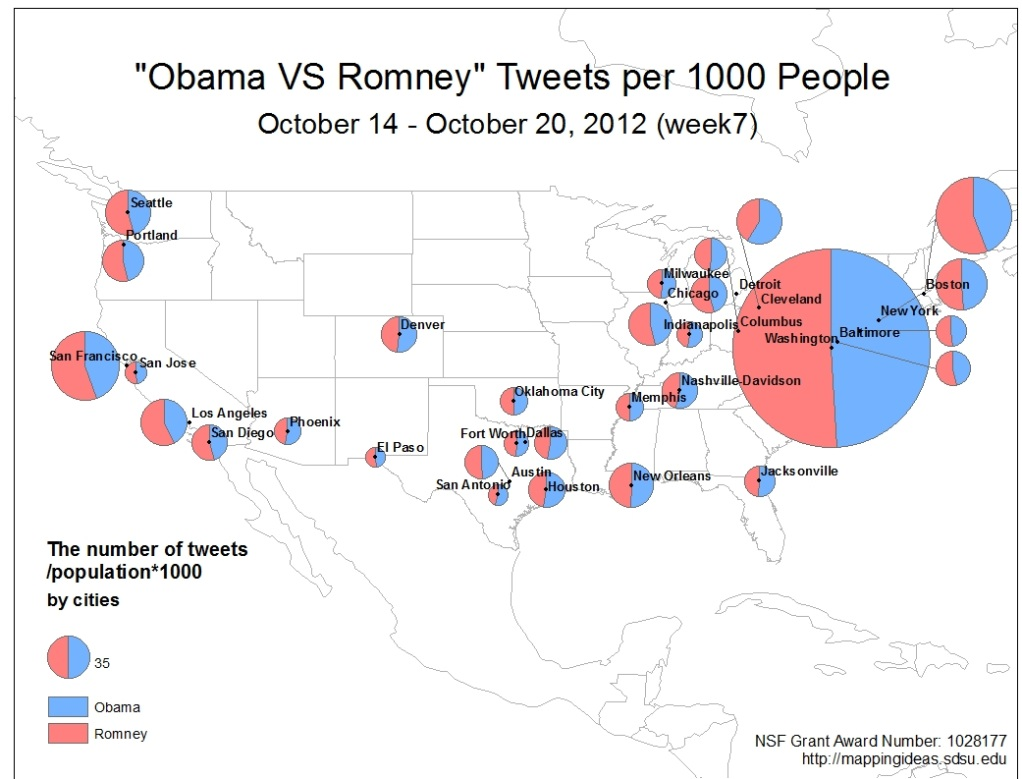 "Obama VS Romney" Tweets per 1000 People
October 14 - October 20, 2012 (week7)
Seattle
Portland
Milwaukee
Detroit
Boston
Chicago
Cleveland
New York
Denver
Indianapolis
Columbus
Baltimore
Washington
San Francisco
San Jose
Nashville-Davidson
Oklahoma City
Memphis
Los Angeles
Phoenix
San Diego
Fort Worth
Dallas
El Paso
Austin
New Orleans
Jacksonville
San Antonio
Houston
The number of tweets
/population*1000
by cities
35
Obama
Romney
NSF Grant Award Number: 1028177
http://mappingideas.sdsu.edu